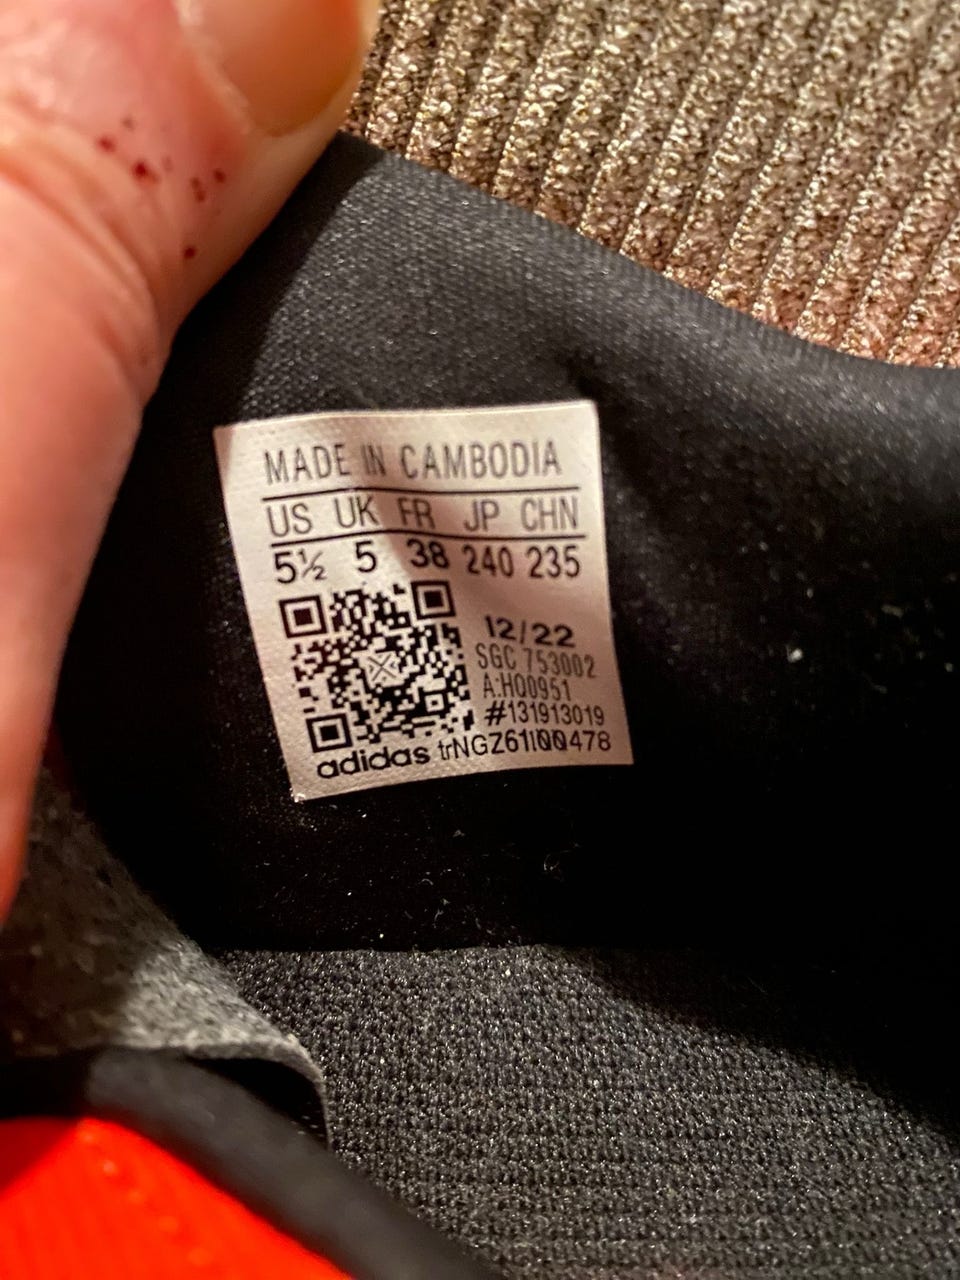 MADE IN CAMBODIA
US UK FR JP CHN
5½ 5 38 240 235
12/22
SGC 753002
A:HQ0951
#131913019
adidas trNGZ61I00478